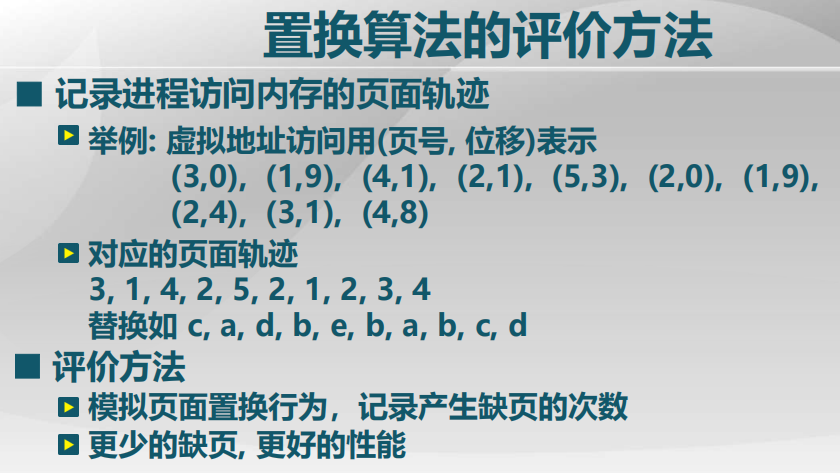 置换算法的评价方法
记录进程访问内存的页面轨迹
举例: 虚拟地址访问用(页号, 位移)表示
(3,0), (1,9), (4,1), (2,1), (5,3), (2,0), (1,9),
(2,4), (3,1), (4,8)
对应的页面轨迹
3, 1, 4, 2, 5, 2, 1, 2, 3, 4
替换如 c, a, d, b, e, b, a, b, c, d
评价方法
模拟页面置换行为，记录产生缺页的次数
更少的缺页, 更好的性能